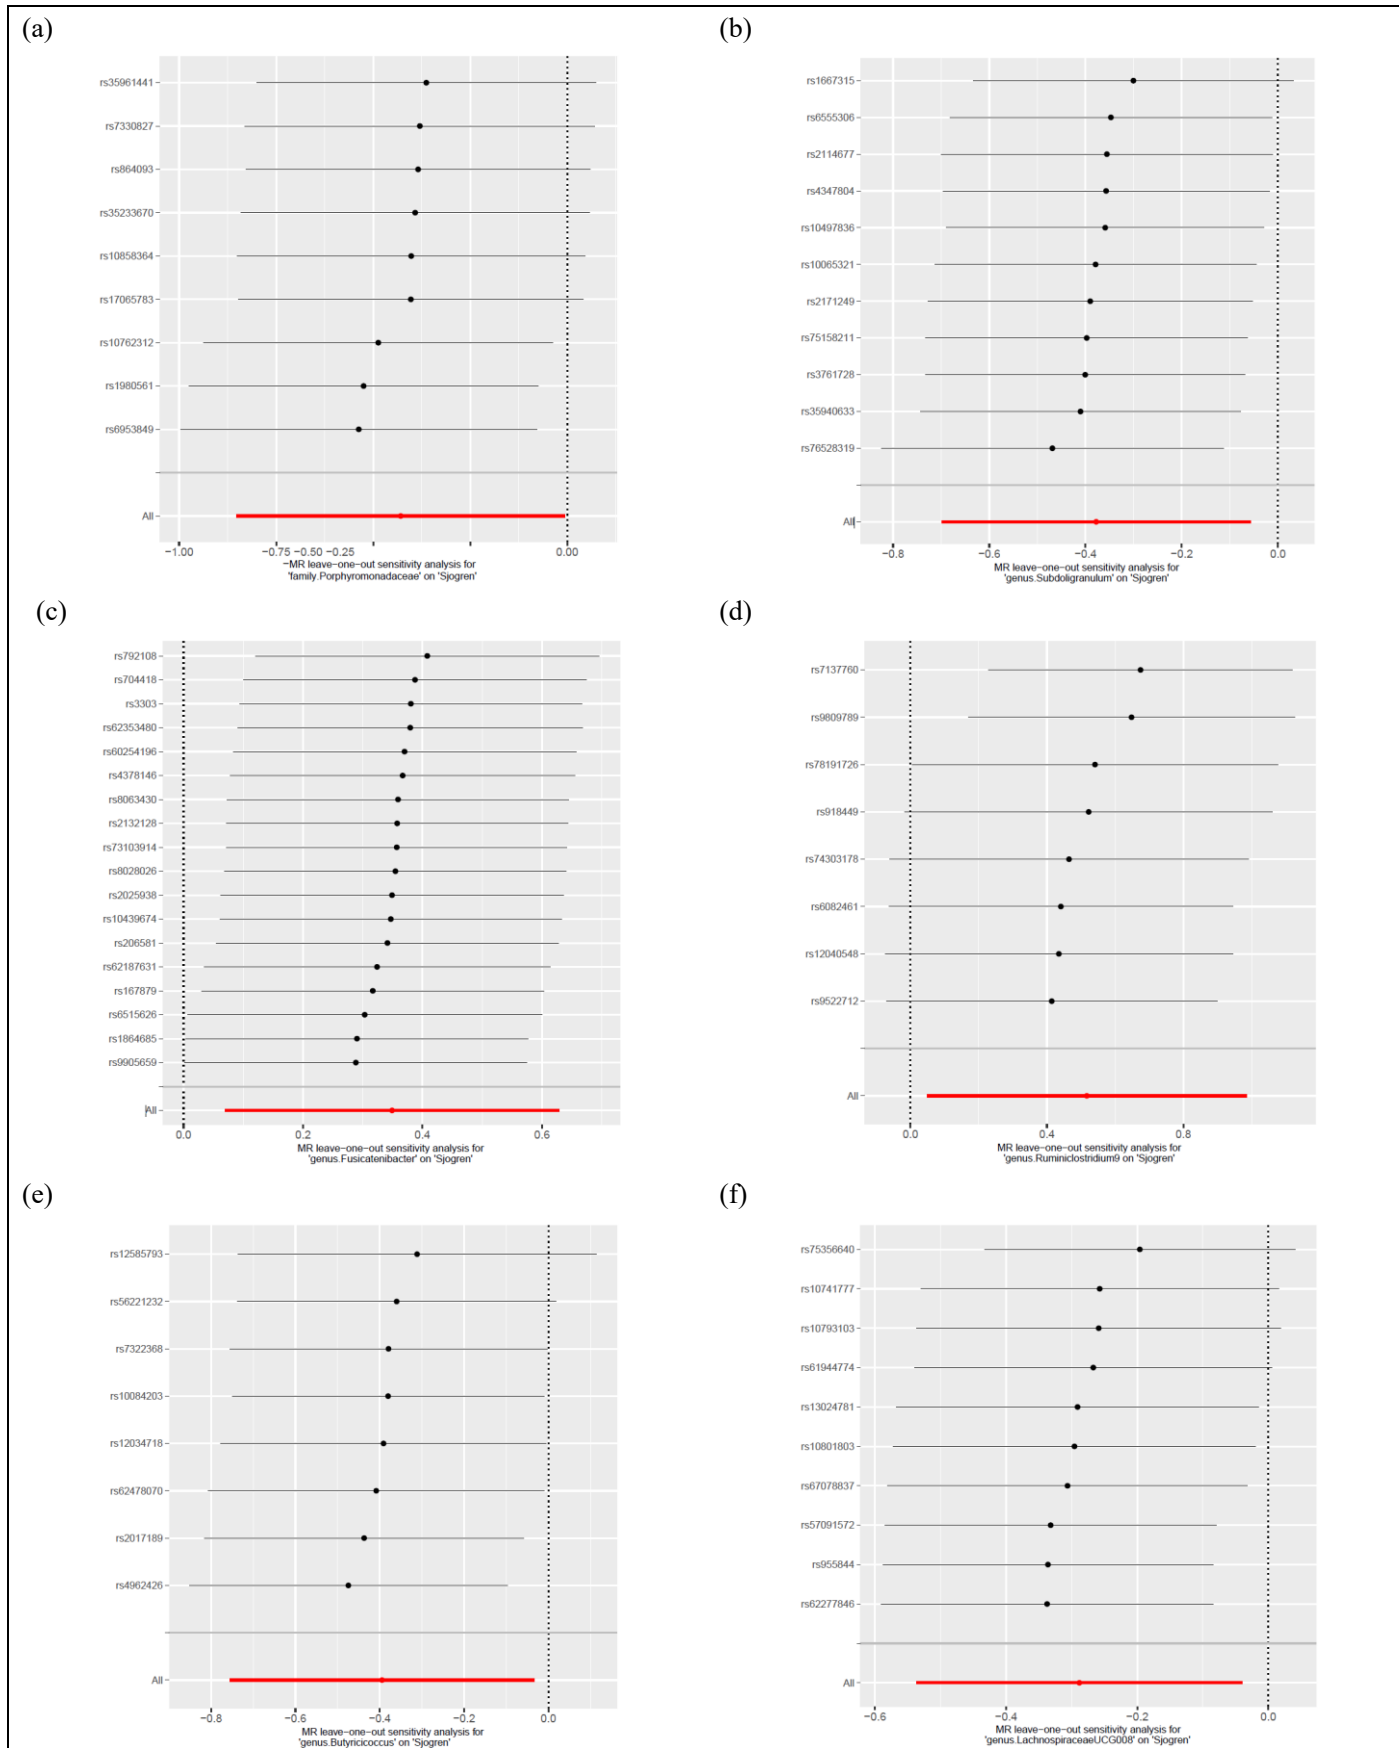 (a)
rs35961441
rs7330827
rs864093
rs35233670
rs10858364
rs17065783
rs10762312
rs1980561
rs6953849
All
−1.00 −0.75 −0.50 −0.25 0.00
−MR leave−one−out sensitivity analysis for
'family.Porphyromonadaceae' on 'Sjogren'
(b)
rs1667315
rs6555306
rs2114677
rs4347804
rs10497836
rs10065321
rs2171249
rs75158211
rs3761728
rs35940633
rs76528319
All
−0.8 −0.6 −0.4 −0.2 0.0
MR leave−one−out sensitivity analysis for
'genus.Subdoligranulum' on 'Sjogren'
(c)
rs792108
rs704418
rs3303
rs62353480
rs60254196
rs4378146
rs8063430
rs2132128
rs73103914
rs8028026
rs2025938
rs10439674
rs206581
rs62187631
rs167879
rs6515626
rs1864685
rs9905659
All
0.0 0.2 0.4 0.6
MR leave−one−out sensitivity analysis for
'genus.Fusicatenibacter' on 'Sjogren'
(d)
rs7137760
rs9809789
rs78191726
rs918449
rs74303178
rs6082461
rs12040548
rs9522712
All
0.0 0.4 0.8
MR leave−one−out sensitivity analysis for
'genus.Ruminiclostridium9 on 'Sjogren'
(e)
rs12585793
rs56221232
rs7322368
rs10084203
rs12034718
rs62478070
rs2017189
rs4962426
All
−0.8 −0.6 −0.4 −0.2 0.0
MR leave−one−out sensitivity analysis for
'genus.Butyricicoccus' on 'Sjogren'
(f)
rs75356640
rs10741777
rs10793103
rs61944774
rs13024781
rs10801803
rs67078837
rs57091572
rs955844
rs62277846
All
−0.6 −0.4 −0.2 0.0
MR leave−one−out sensitivity analysis for
'genus.LachnospiraceaeUCG008' on 'Sjogren'